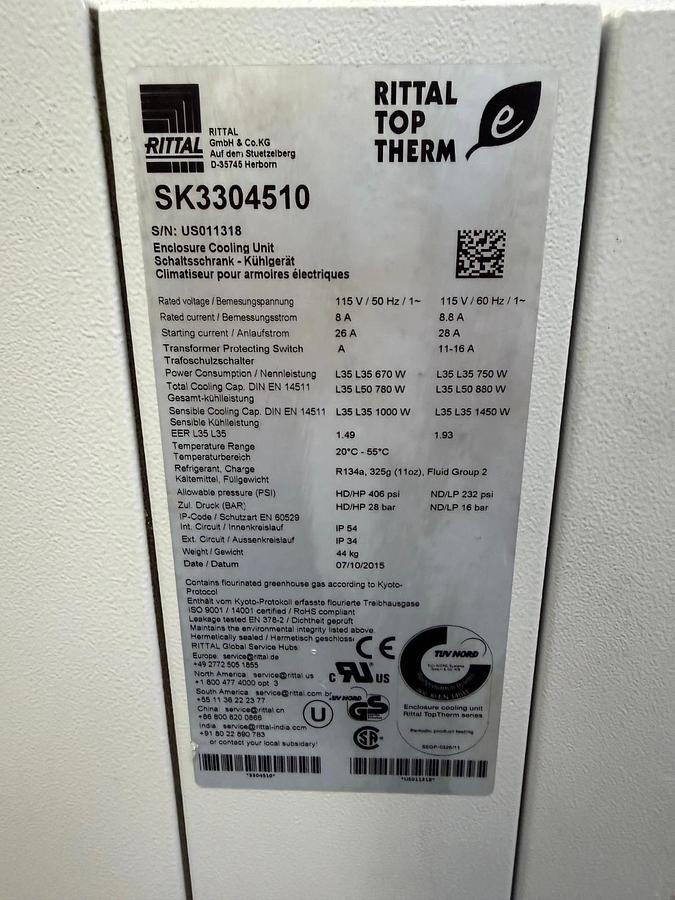 RITTAL
RITTAL
GmbH & Co.KG
Auf dem Stuetzelberg
D-35745 Herborn
RITTAL
TOP
THERM
e
SK3304510
S/N: US011318
Enclosure Cooling Unit
Schaltsschrank - Kühlgerät
Climatiseur pour armoires électriques
Rated voltage / Bemesungspannung 115 V / 50 Hz / 1~ 115 V / 60 Hz / 1~
Rated current / Bemessungsstrom 8 A 8.8 A
Starting current / Anlaufstrom 26 A 28 A
Transformer Protecting Switch A 11-16 A
Trafoschulzschalter
Power Consumption / Nennleistung L35 L35 670 W L35 L35 750 W
Total Cooling Cap. DIN EN 14511 L35 L50 780 W L35 L50 880 W
Gesamt-kühlleistung
Sensible Cooling Cap. DIN EN 14511 L35 L35 1000 W L35 L35 1450 W
Sensible Kühlleistung
EER L35 L35 1.49 1.93
Temperature Range 20°C - 55°C
Temperaturbereich
Refrigerant, Charge R134a, 325g (11oz), Fluid Group 2
Kältemittel, Füllgewicht
Allowable pressure (PSI) HD/HP 406 psi ND/LP 232 psi
Zul. Druck (BAR) HD/HP 28 bar ND/LP 16 bar
IP-Code / Schutzart EN 60529
Int. Circuit / Innenkreislauf IP 54
Ext. Circuit / Aussenkreislauf IP 34
Weight / Gewicht 44 kg
Date / Datum 07/10/2015
Contains flourinated greenhouse gas according to Kyoto-
Protocol
Enthält vom Kyoto-Protokoll erfasste flourierte Treibhausgase
ISO 9001 / 14001 certified / RoHS compliant
Leakage tested EN 378-2 / Dichtheit geprüft
Maintains the environmental integrity listed above.
Hermetically sealed / Hermetisch geschloss
RITTAL Global Service Hubs:
Europe: service@rittal.de
+49 2772 505 1855
North America service@rittal.us
+1 800 477 4000 opt 3
South America service@rittal.com.br
+55 11 36 22 23 77
China: service@rittal.cn
+86 800 820 0866
India service@rittal-india.com
+91 80 22 890 783
or contact your local subsidiary!
CE
c UR US
TUV NORD
GS
U
SA
TUV NORD
Enclosure cooling unit
Rittal TopTherm series
Periodic product testing
*3304510*
*US011318*